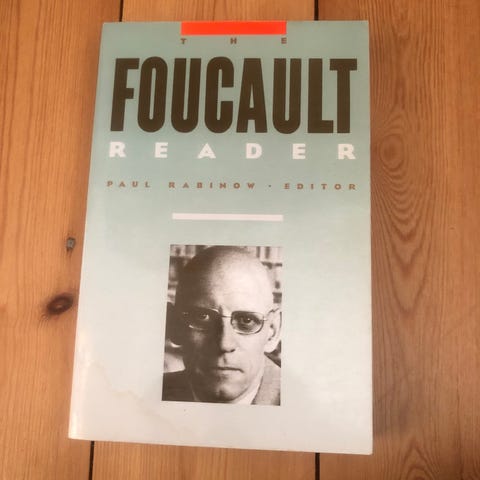 THE
FOUCAULT
READER
PAUL RABINOW · EDITOR